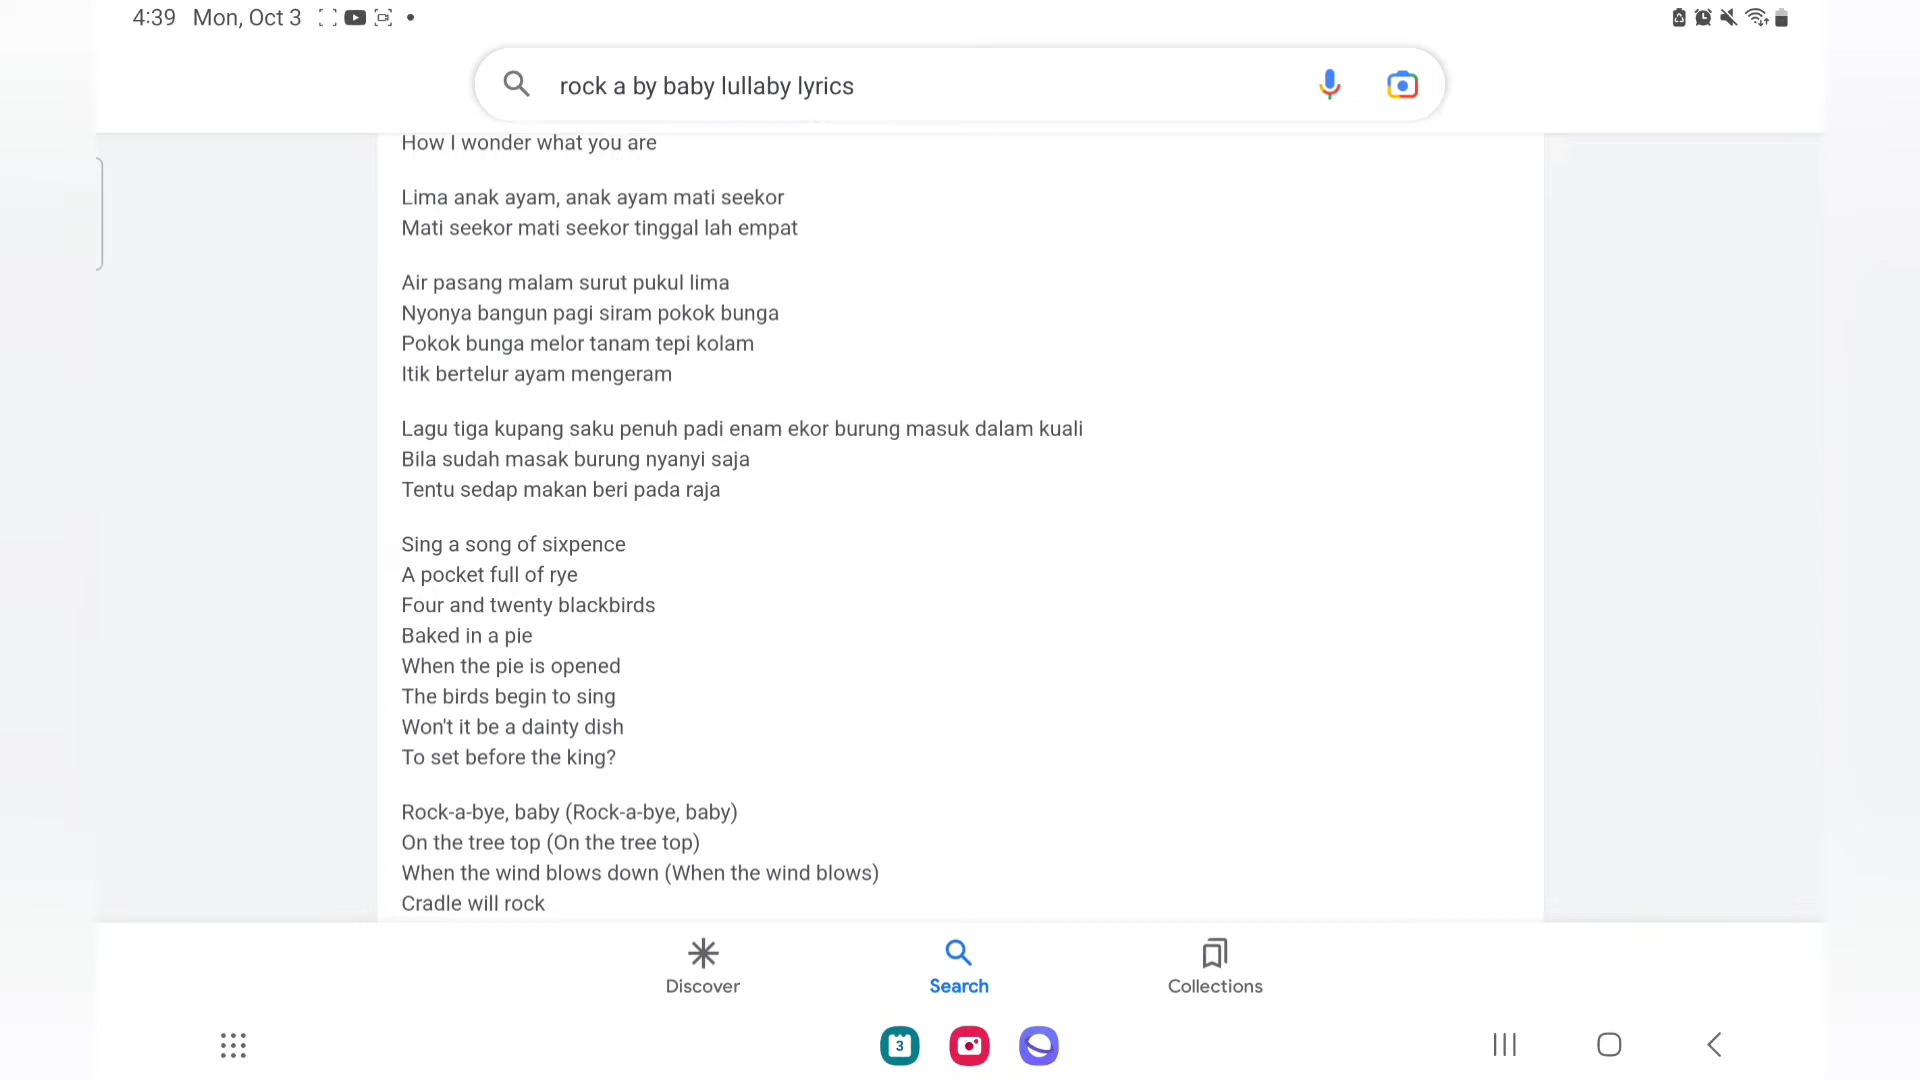 4:39 Mon, Oct 3
rock a by baby lullaby lyrics
How I wonder what you are
Lima anak ayam, anak ayam mati seekor
Mati seekor mati seekor tinggal lah empat
Air pasang malam surut pukul lima
Nyonya bangun pagi siram pokok bunga
Pokok bunga melor tanam tepi kolam
Itik bertelur ayam mengeram
Lagu tiga kupang saku penuh padi enam ekor burung masuk dalam kuali
Bila sudah masak burung nyanyi saja
Tentu sedap makan beri pada raja
Sing a song of sixpence
A pocket full of rye
Four and twenty blackbirds
Baked in a pie
When the pie is opened
The birds begin to sing
Won't it be a dainty dish
To set before the king?
Rock-a-bye, baby (Rock-a-bye, baby)
On the tree top (On the tree top)
When the wind blows down (When the wind blows)
Cradle will rock
Discover
Search
Collections
3